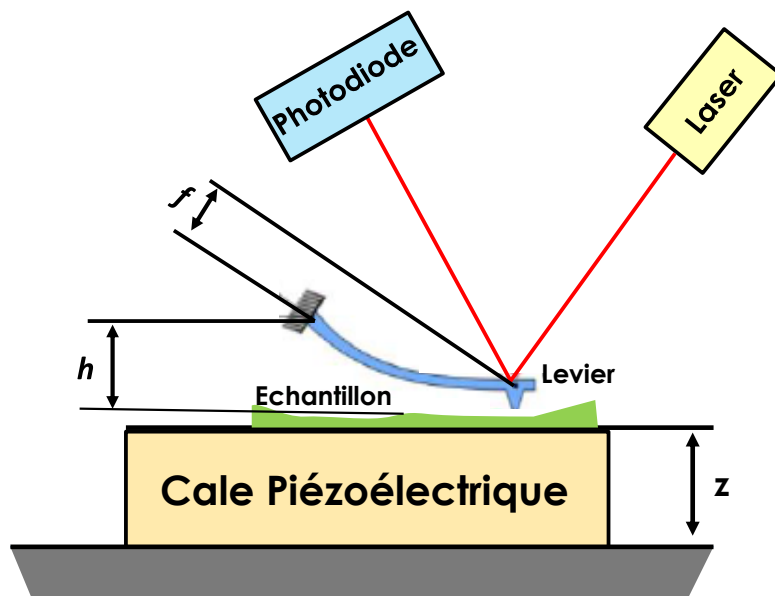 Photodiode
Laser
f
h
Levier
Echantillon
Cale Piézoélectrique
z